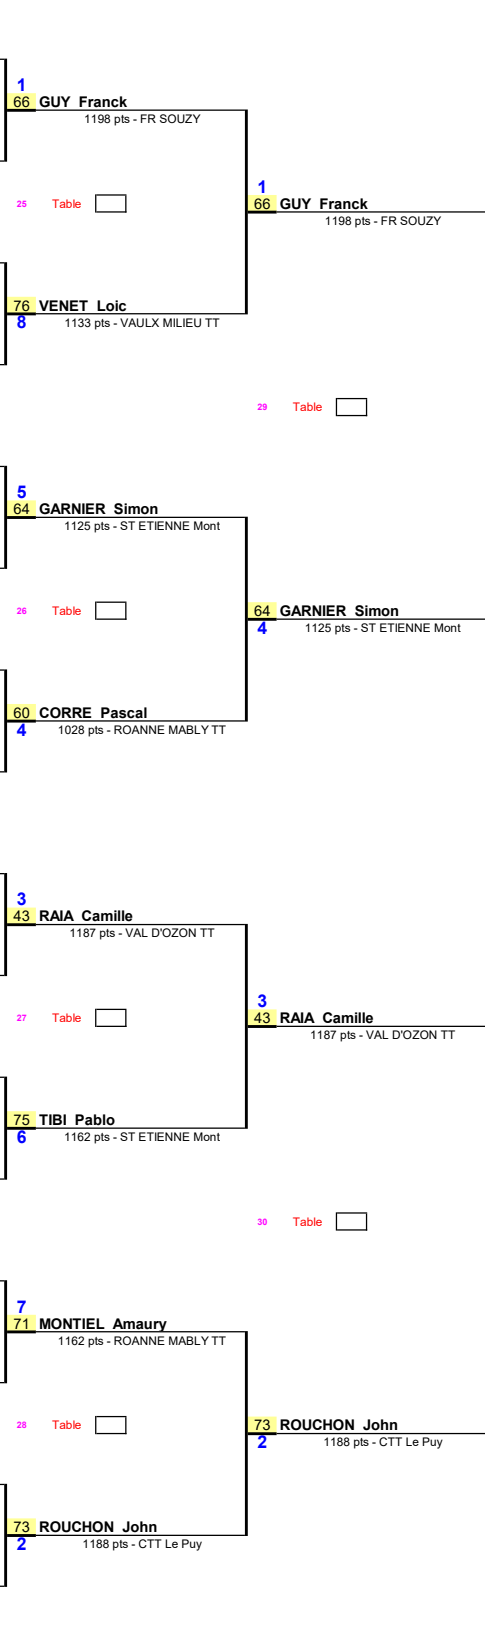 1
66 GUY Franck
1198 pts - FR SOUZY
1
25 Table
66 GUY Franck
1198 pts - FR SOUZY
76 VENET Loic
8 1133 pts - VAULX MILIEU TT
29 Table
5
64 GARNIER Simon
1125 pts - ST ETIENNE Mont
26 Table
64 GARNIER Simon
4 1125 pts - ST ETIENNE Mont
60 CORRE Pascal
4 1028 pts - ROANNE MABLY TT
3
43 RAIA Camille
1187 pts - VAL D'OZON TT
3
27 Table
43 RAIA Camille
1187 pts - VAL D'OZON TT
75 TIBI Pablo
6 1162 pts - ST ETIENNE Mont
30 Table
7
71 MONTIEL Amaury
1162 pts - ROANNE MABLY TT
28 Table
73 ROUCHON John
2 1188 pts - CTT Le Puy
73 ROUCHON John
2 1188 pts - CTT Le Puy